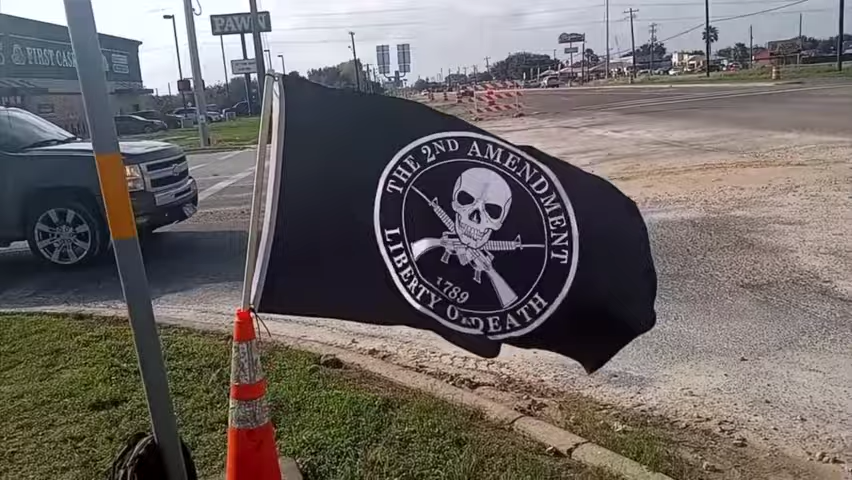 PAWN
FIRST CASH
THE 2ND AMENDMENT
1789
LIBERTY OR DEATH